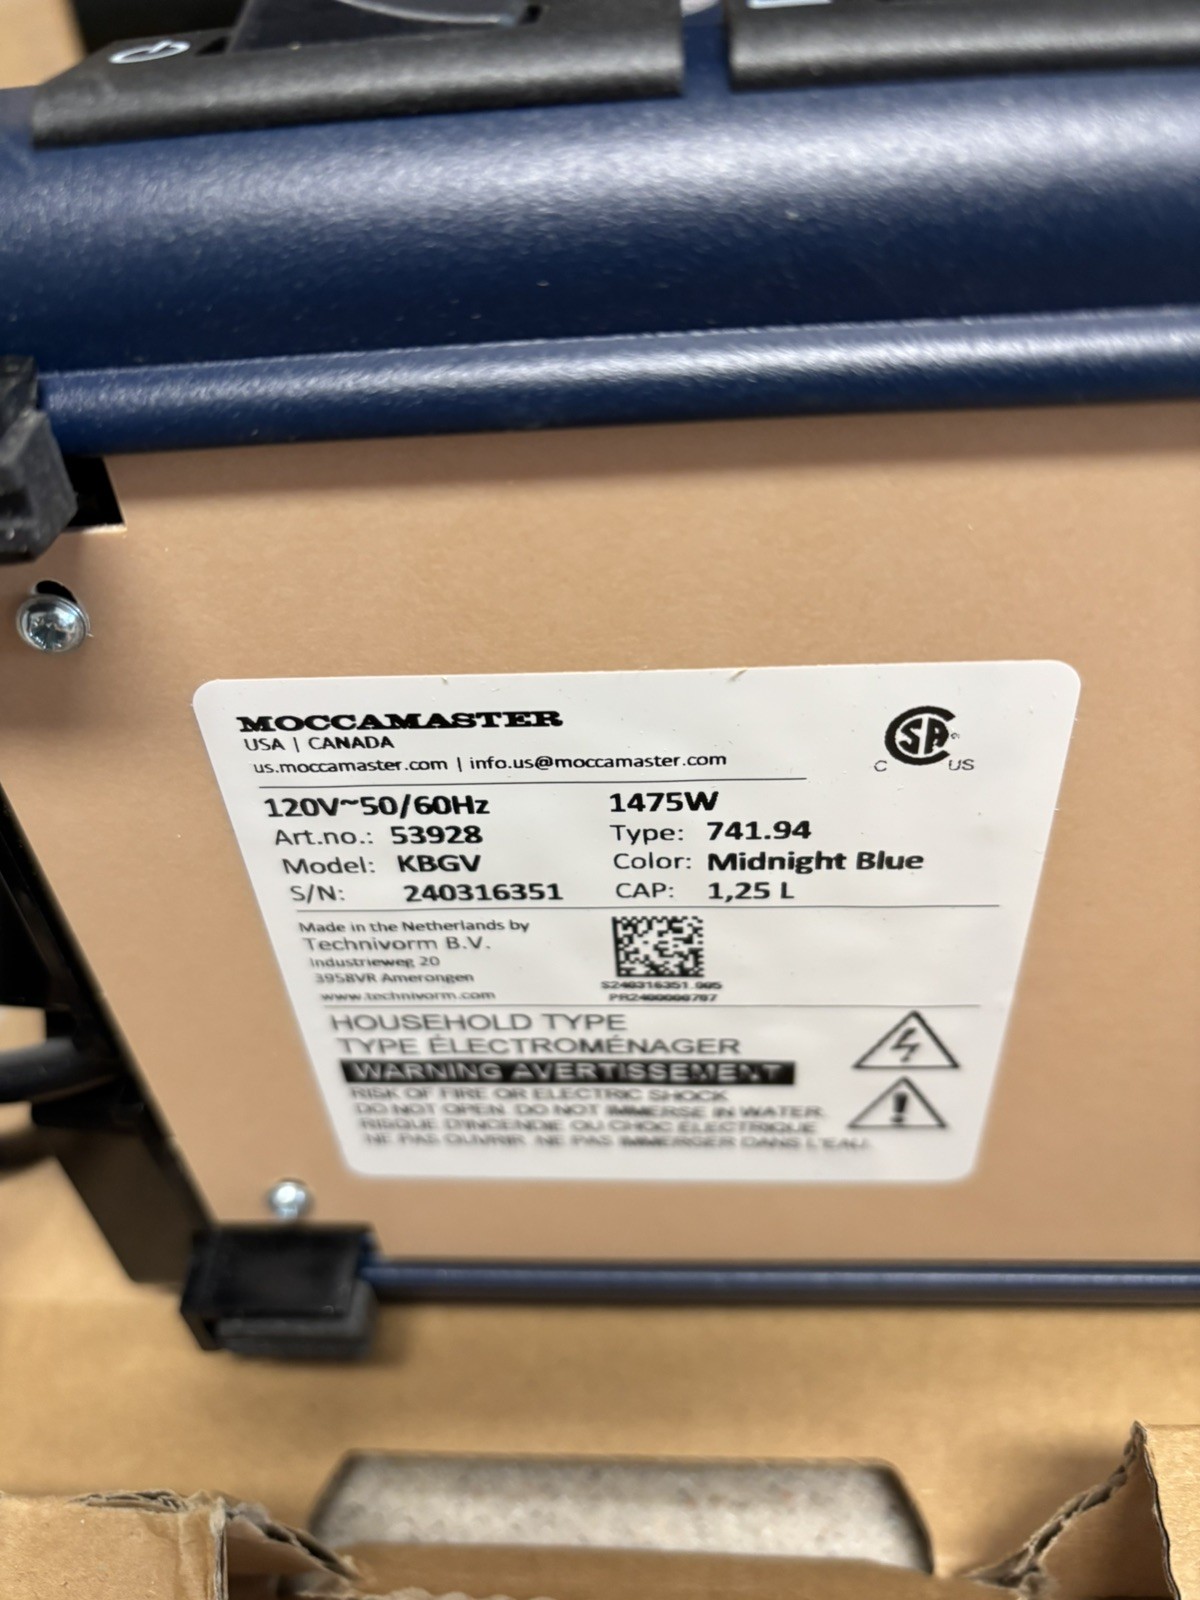 MOCCAMASTER
USA | CANADA
us.moccamaster.com | info.us@moccamaster.com
SA
C US
120V~50/60Hz 1475W
Art.no.: 53928 Type: 741.94
Model: KBGV Color: Midnight Blue
S/N: 240316351 CAP: 1,25 L
Made in the Netherlands by
Technivorm B.V.
Industrieweg 20
3958VR Amerongen
www.technivorm.com
S240316351.005
PR2400000707
HOUSEHOLD TYPE
TYPE ÉLECTROMÉNAGER
WARNING AVERTISSEMENT
RISK OF FIRE OR ELECTRIC SHOCK
DO NOT OPEN. DO NOT IMMERSE IN WATER.
RISQUE D'INCENDIE OU CHOC ÉLECTRIQUE
NE PAS OUVRIR. NE PAS IMMERGER DANS L'EAU.